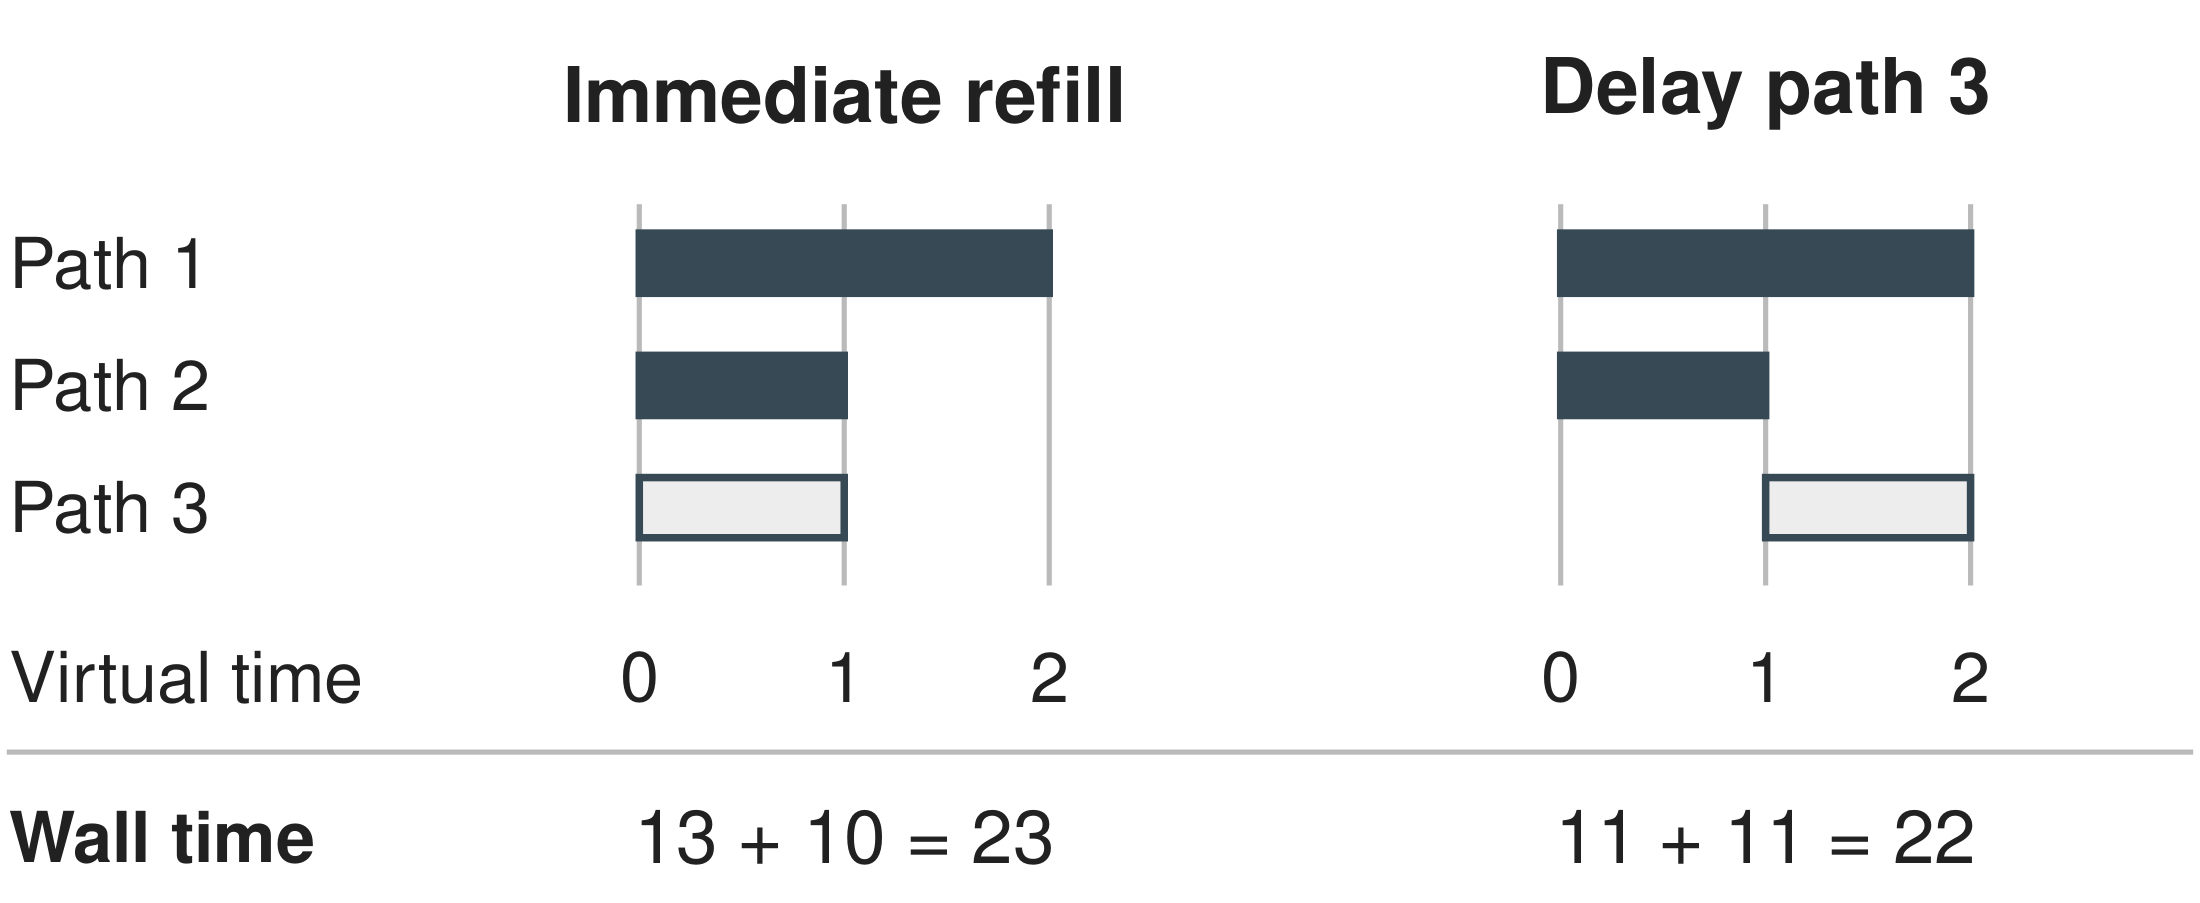 Immediate refill
Delay path 3
Path 1
Path 2
Path 3
Virtual time 0 1 2 0 1 2
Wall time 13 + 10 = 23 11 + 11 = 22